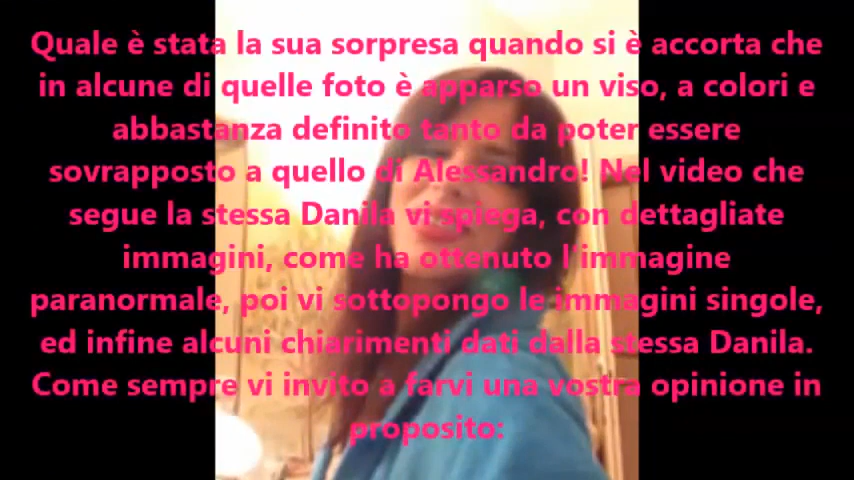 Quale è stata la sua sorpresa quando si è accorta che
in alcune di quelle foto è apparso un viso, a colori e
abbastanza definito tanto da poter essere
sovrapposto a quello di Alessandro! Nel video che
segue la stessa Danila vi spiega, con dettagliate
immagini, come ha ottenuto l'immagine
paranormale, poi vi sottopongo le immagini singole,
ed infine alcuni chiarimenti dati dalla stessa Danila.
Come sempre vi invito a farvi una vostra opinione in
proposito: